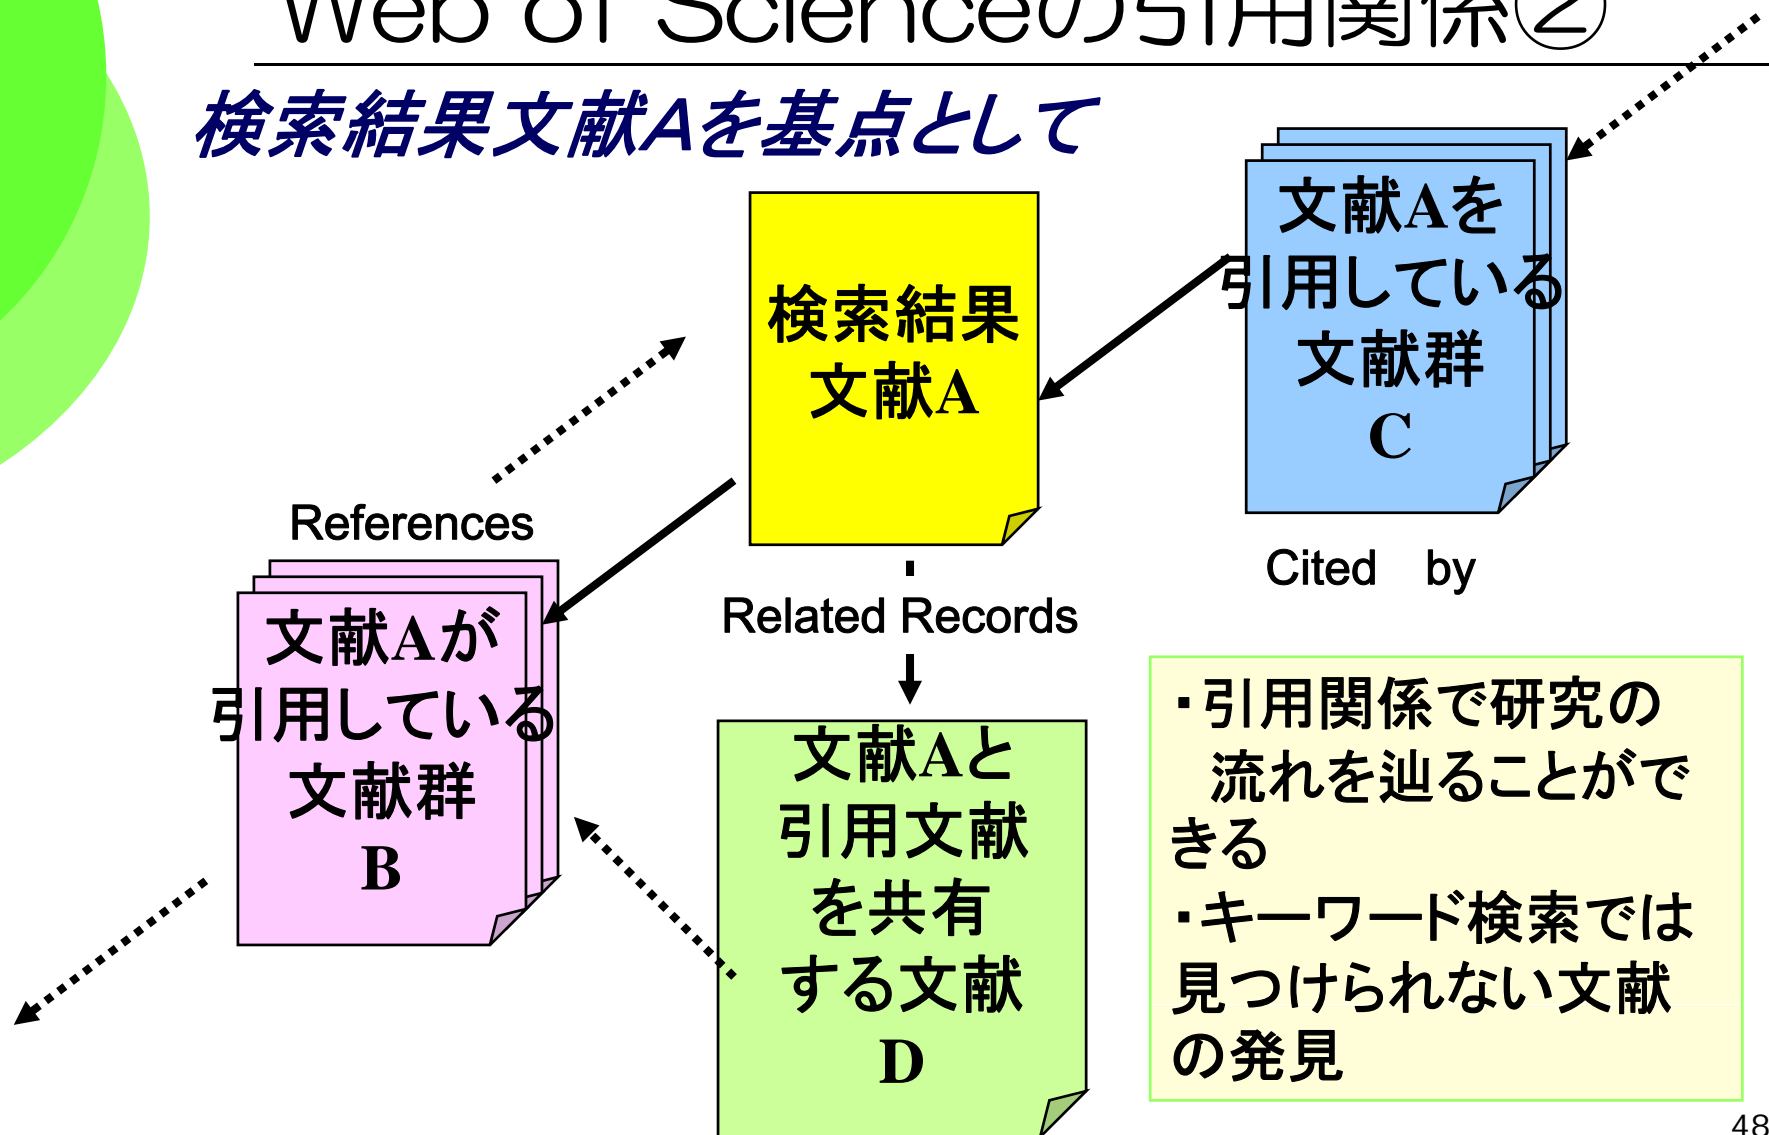 Web of Scienceの引用関係②
検索結果文献Aを基点として
検索結果
文献A
文献Aを
引用している
文献群
C
Cited by
References
文献Aが
引用している
文献群
B
Related Records
文献Aと
引用文献
を共有
する文献
D
・引用関係で研究の
流れを辿ることがで
きる
・キーワード検索では
見つけられない文献
の発見
48